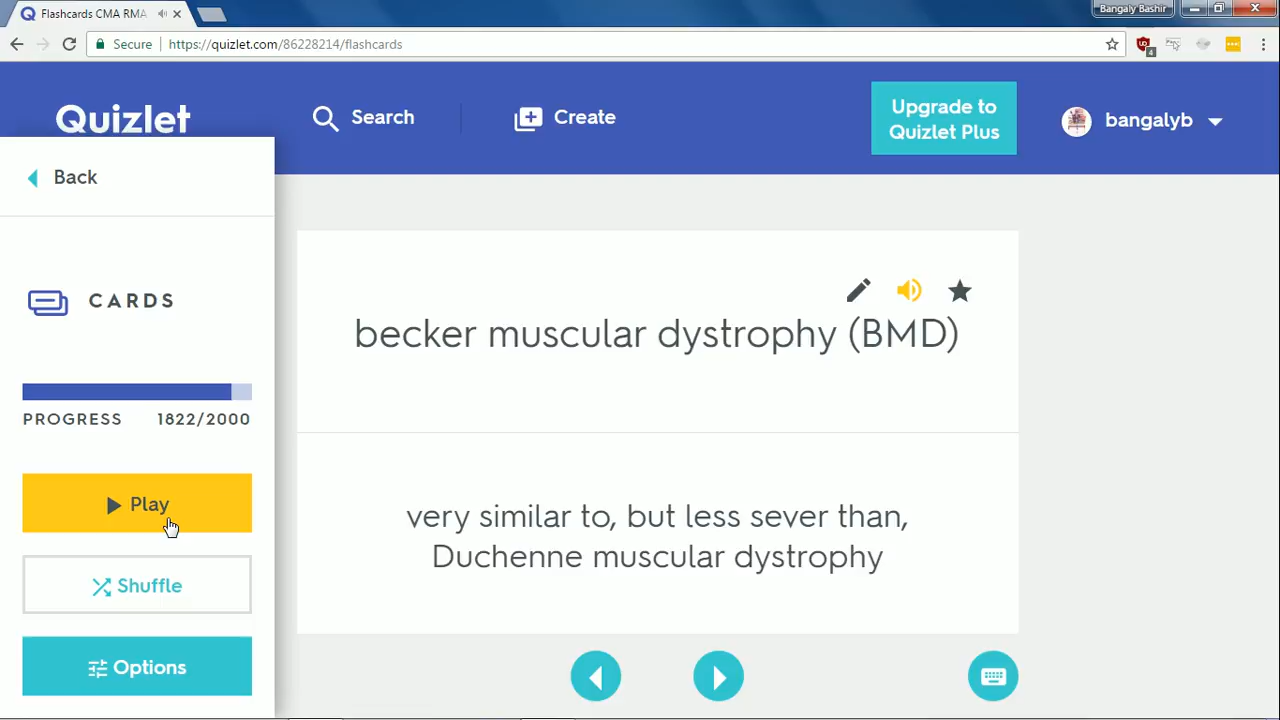 Flashcards CMA RMA
Bangaly Bashir
Secure
https://quizlet.com/86228214/flashcards
4
Quizlet
Search
Create
Upgrade to
Quizlet Plus
bangalyb
Back
CARDS
PROGRESS 1822/2000
Play
Shuffle
Options
becker muscular dystrophy (BMD)
very similar to, but less sever than,
Duchenne muscular dystrophy